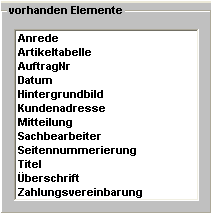 vorhanden Elemente
Anrede
Artikeltabelle
AuftragNr
Datum
Hintergrundbild
Kundenadresse
Mitteilung
Sachbearbeiter
Seitennummerierung
Titel
Überschrift
Zahlungsvereinbarung